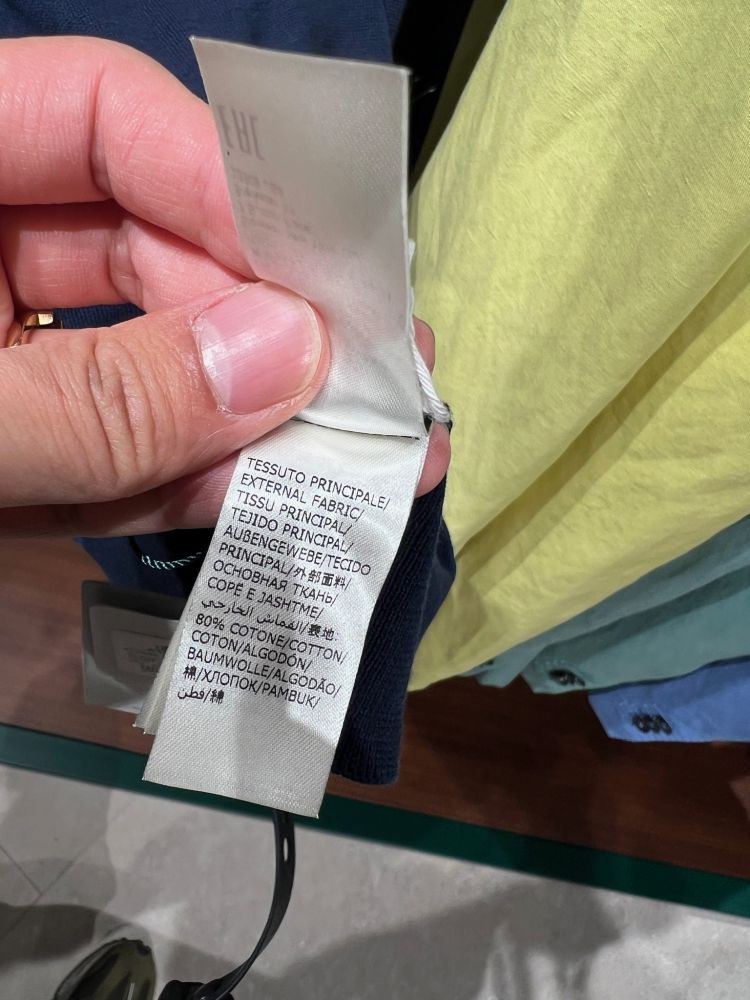 EAC
TESSUTO PRINCIPALE/
EXTERNAL FABRIC/
TISSU PRINCIPAL/
TEJIDO PRINCIPAL/
AUßENGEWEBE/TECIDO
PRINCIPAL/外部面料/
ОСНОВНАЯ ТКАНЬ/
COPË E JASHTME/
القماش الخارجي/表地:
80% COTONE/COTTON/
COTON/ALGODÓN/
BAUMWOLLE/ALGODÃO/
棉/ХЛОПОК/PAMBUK/
قطن/綿